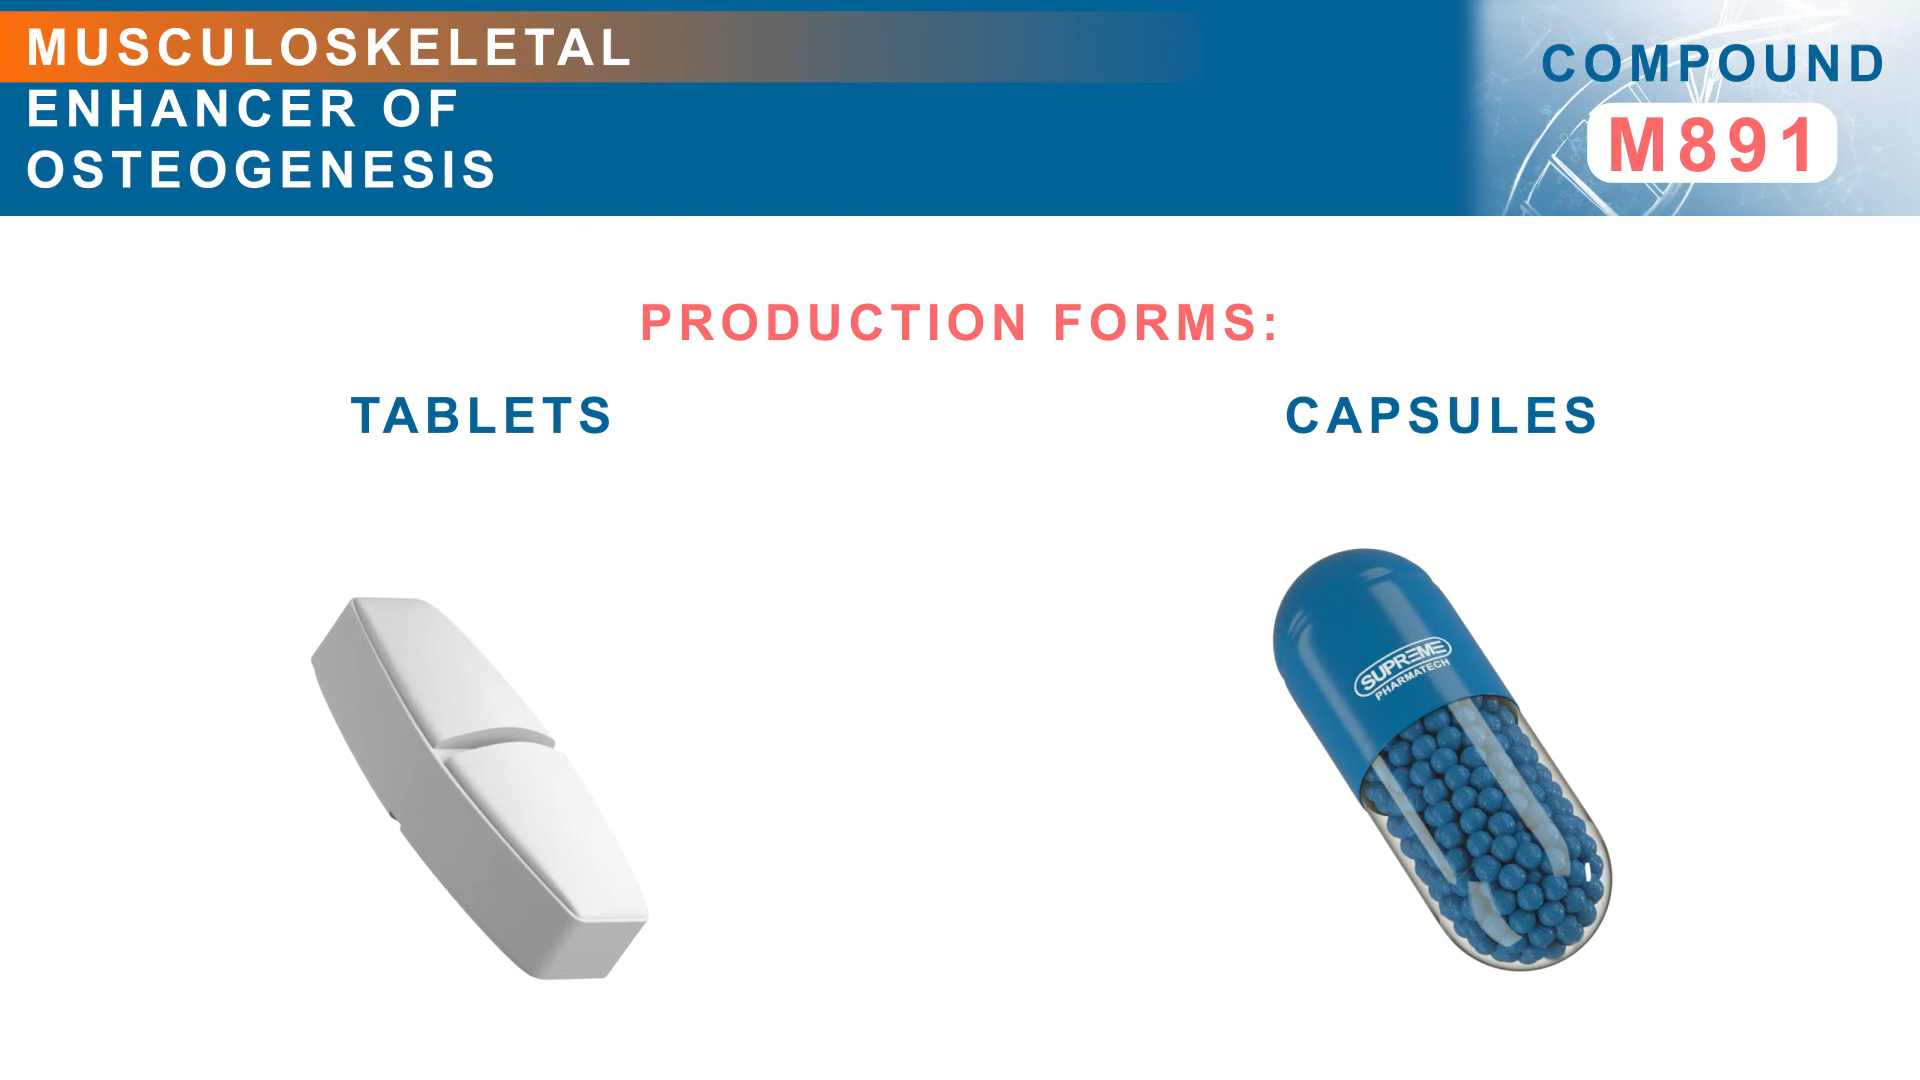 MUSCULOSKELETAL
ENHANCER OF
OSTEOGENESIS
COMPOUND
M891
PRODUCTION FORMS:
TABLETS
CAPSULES
SUPREME
PHARMATECH